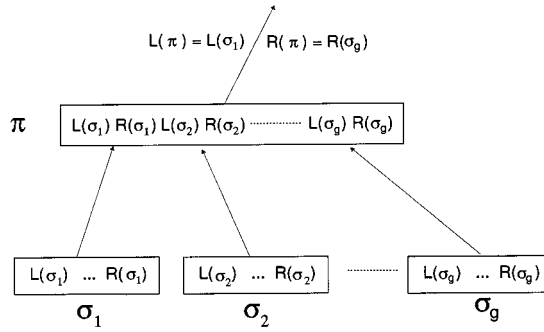 L(π) = L(σ₁) R(π) = R(σg)
π
L(σ₁) R(σ₁) L(σ₂) R(σ₂) ........... L(σg) R(σg)
L(σ₁) ... R(σ₁) L(σ₂) ... R(σ₂) ........... L(σg) ... R(σg)
σ₁ σ₂ σg